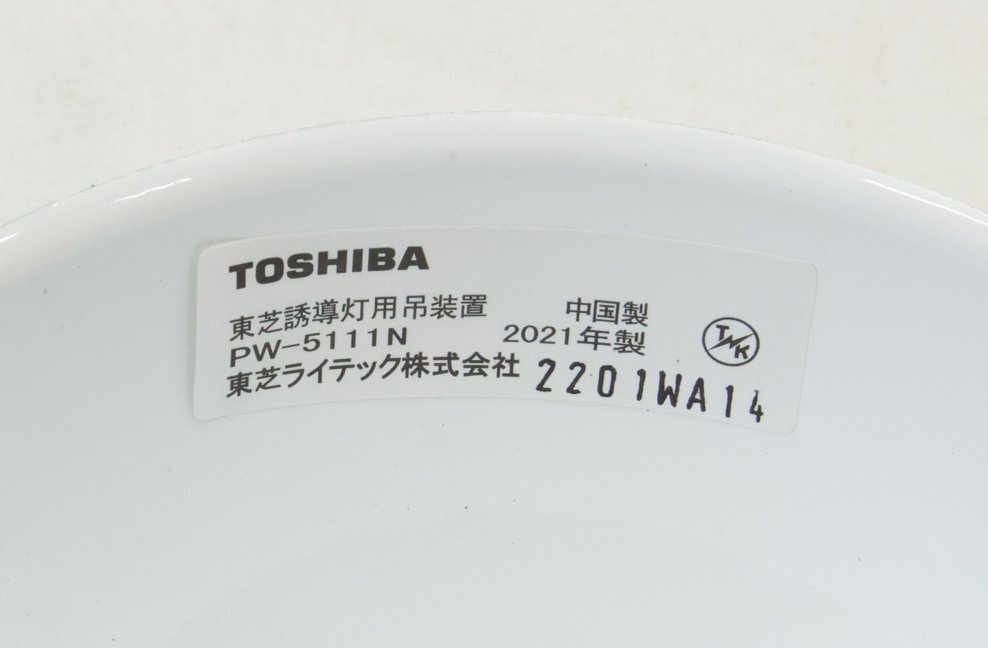 TOSHIBA
東芝誘導灯用吊装置 中国製
PW-5111N 2021年製
東芝ライテック株式会社 2201WA14
TWK